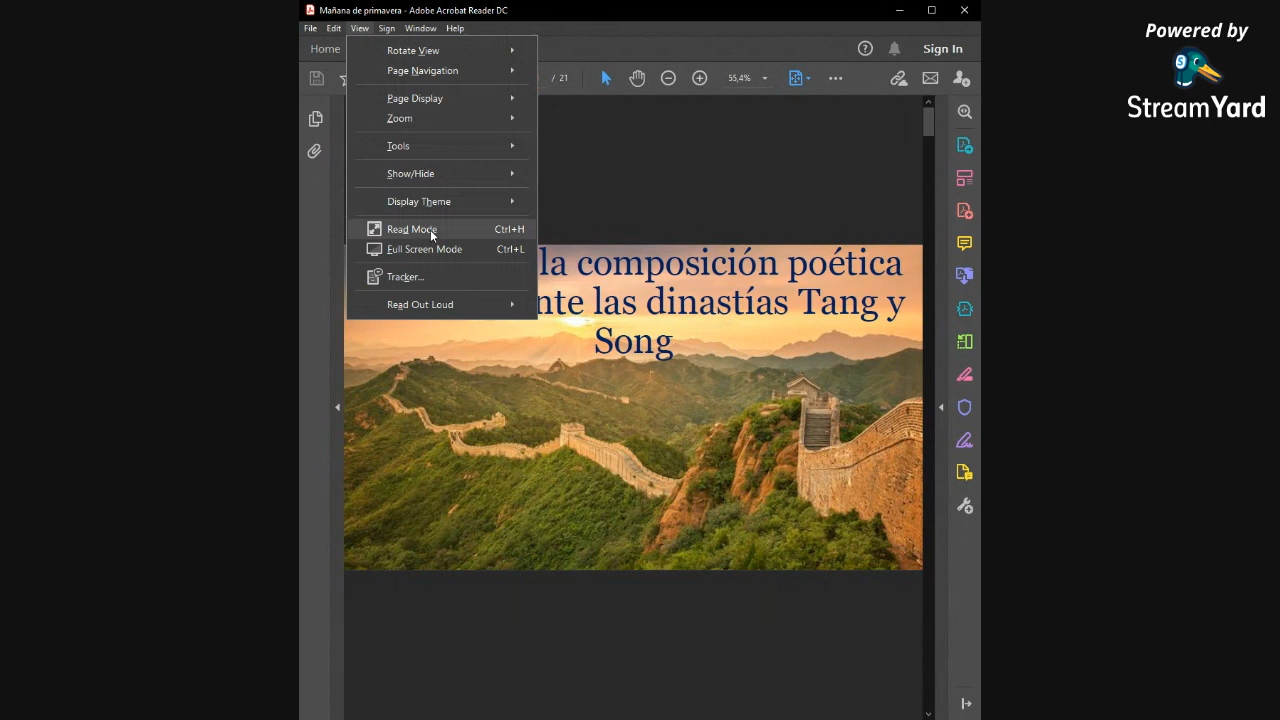 Mañana de primavera - Adobe Acrobat Reader DC
File Edit View Sign Window Help
Home
Sign In
/ 21
55,4%
Rotate View
Page Navigation
Page Display
Zoom
Tools
Show/Hide
Display Theme
Read Mode Ctrl+H
Full Screen Mode Ctrl+L
Tracker...
Read Out Loud
la composición poética
nte las dinastías Tang y
Song
Powered by
StreamYard